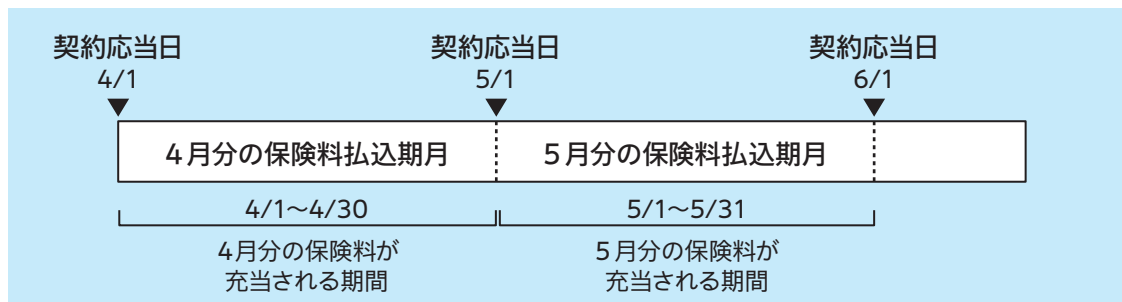 契約応当日
4/1
契約応当日
5/1
契約応当日
6/1
4月分の保険料払込期月
5月分の保険料払込期月
4/1～4/30
5/1～5/31
4月分の保険料が
充当される期間
5月分の保険料が
充当される期間